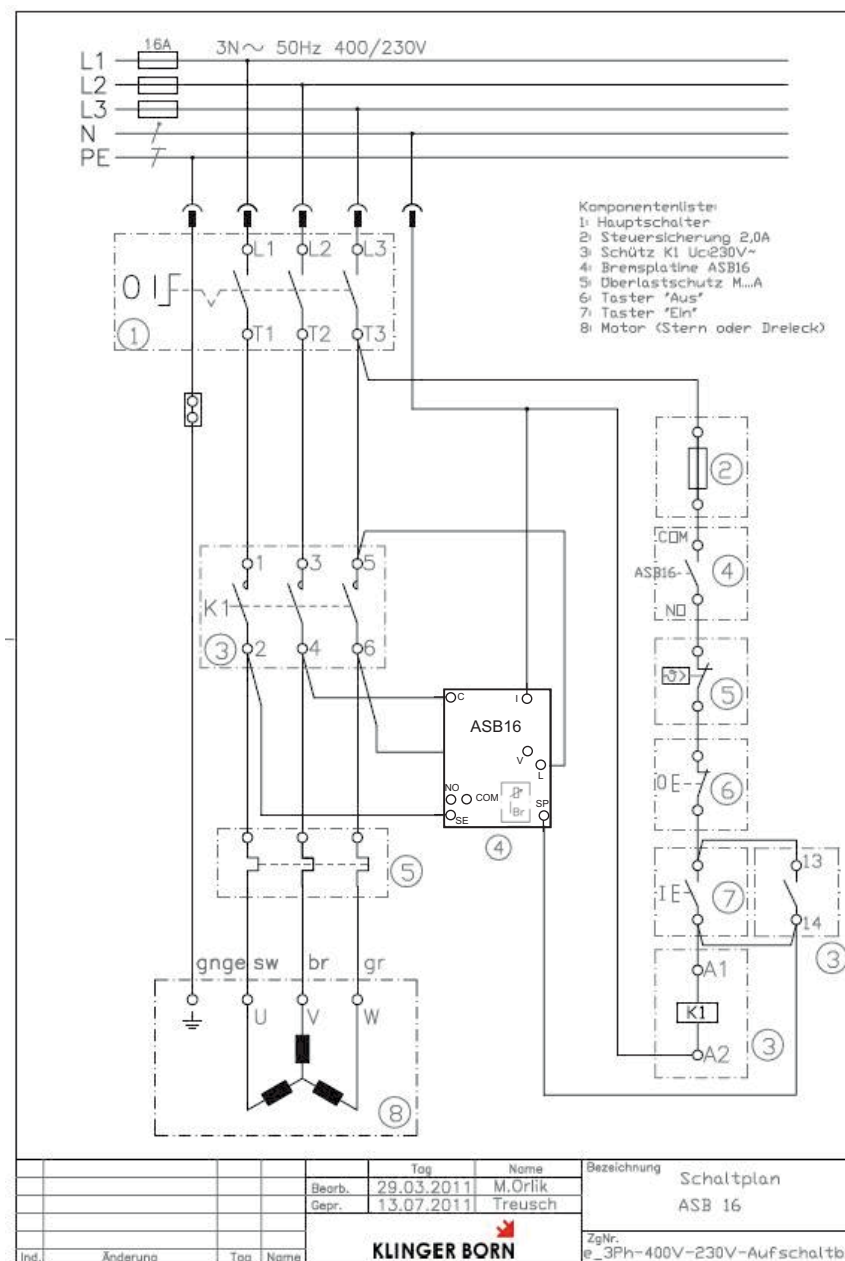 16A 3N~ 50Hz 400/230V
L1
L2
L3
N
PE
Komponentenliste:
1: Hauptschalter
2: Steuersicherung 2,0A
3: Schütz K1 Uc:230V~
4: Bremsplatine ASB16
5: Überlastschutz M...A
6: Taster "Aus"
7: Taster "Ein"
8: Motor (Stern oder Dreieck)
L1 L2 L3
0 I
1
T1 T2 T3
2
COM
ASB16
4
NO
1 3 5
K1
3
2 4 6
ϑ>
5
C I
ASB16
V
L
NO
COM
SP
Br
SE
4
0 E
6
5
I E
7
13
14
3
gnge sw br gr
U V W
8
A1
K1
3
A2
Tag Name
Bearb. 29.03.2011 M.Orlik
Gepr. 13.07.2011 Treusch
Bezeichnung
Schaltplan
ASB 16
KLINGER BORN
ZgNr.
e_3Ph-400V-230V-Aufschaltb
Ind. Änderung Tag Name